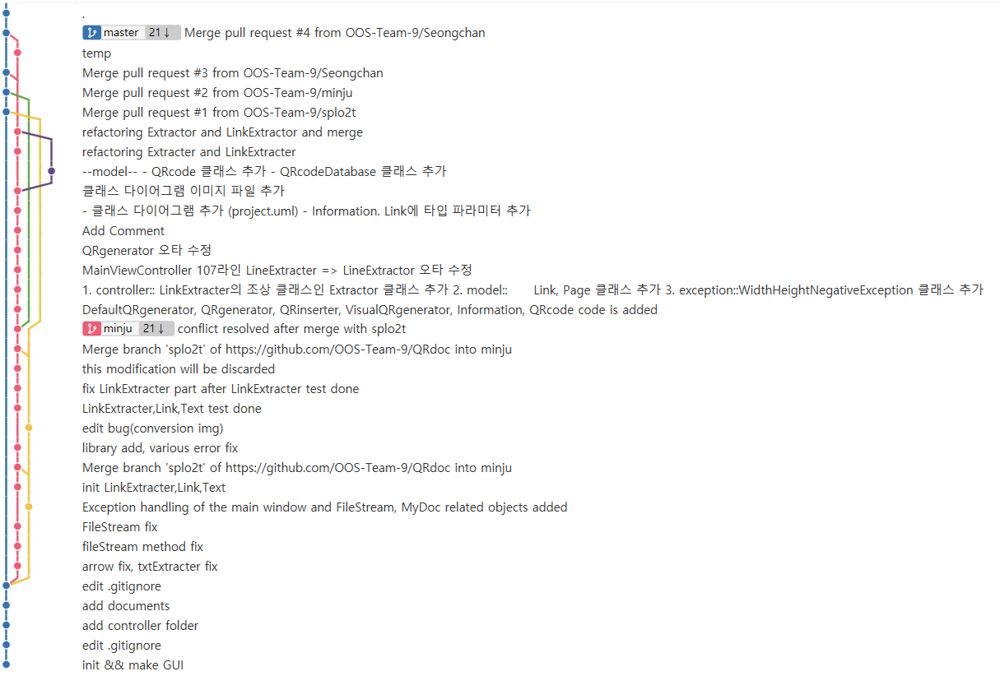 .
master 21↓ Merge pull request #4 from OOS-Team-9/Seongchan
temp
Merge pull request #3 from OOS-Team-9/Seongchan
Merge pull request #2 from OOS-Team-9/minju
Merge pull request #1 from OOS-Team-9/splo2t
refactoring Extractor and LinkExtractor and merge
refactoring Extracter and LinkExtracter
--model-- - QRcode 클래스 추가 - QRcodeDatabase 클래스 추가
클래스 다이어그램 이미지 파일 추가
- 클래스 다이어그램 추가 (project.uml) - Information. Link에 타입 파라미터 추가
Add Comment
QRgenerator 오타 수정
MainViewController 107라인 LineExtracter => LineExtractor 오타 수정
1. controller:: LinkExtracter의 조상 클래스인 Extractor 클래스 추가 2. model:: Link, Page 클래스 추가 3. exception::WidthHeightNegativeException 클래스 추가
DefaultQRgenerator, QRgenerator, QRinserter, VisualQRgenerator, Information, QRcode code is added
minju 21↓ conflict resolved after merge with splo2t
Merge branch 'splo2t' of https://github.com/OOS-Team-9/QRdoc into minju
this modification will be discarded
fix LinkExtracter part after LinkExtracter test done
LinkExtracter,Link,Text test done
edit bug(conversion img)
library add, various error fix
Merge branch 'splo2t' of https://github.com/OOS-Team-9/QRdoc into minju
init LinkExtracter,Link,Text
Exception handling of the main window and FileStream, MyDoc related objects added
FileStream fix
fileStream method fix
arrow fix, txtExtracter fix
edit .gitignore
add documents
add controller folder
edit .gitignore
init && make GUI